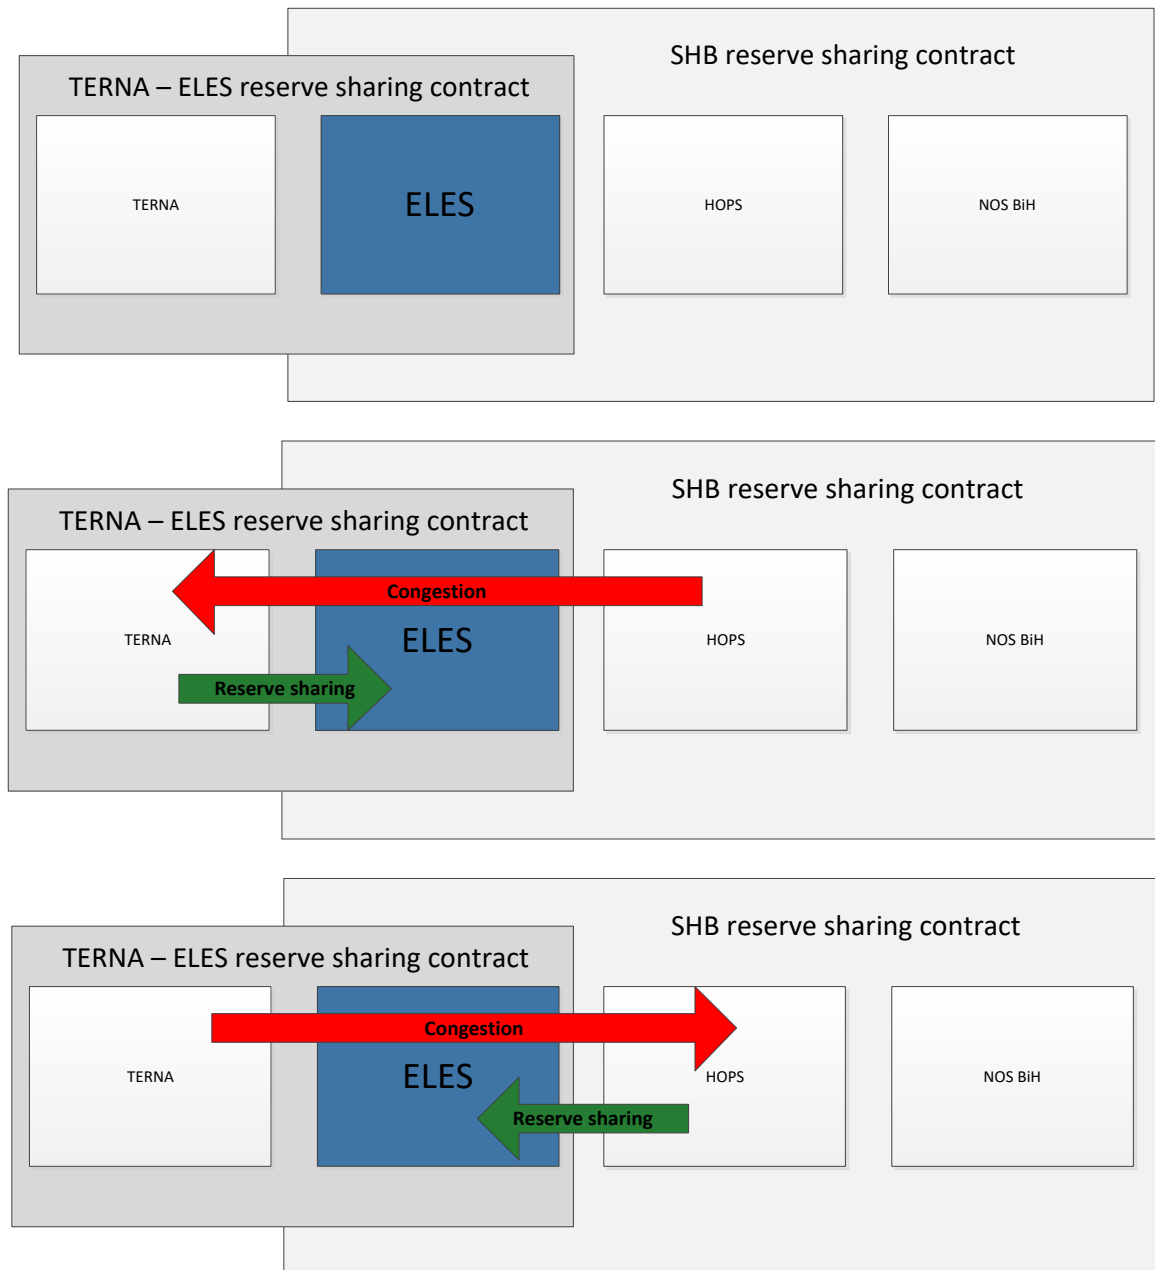 SHB reserve sharing contract
TERNA – ELES reserve sharing contract
TERNA
ELES
HOPS
NOS BiH
SHB reserve sharing contract
TERNA – ELES reserve sharing contract
Congestion
TERNA
ELES
HOPS
NOS BiH
Reserve sharing
SHB reserve sharing contract
TERNA – ELES reserve sharing contract
Congestion
TERNA
ELES
HOPS
NOS BiH
Reserve sharing